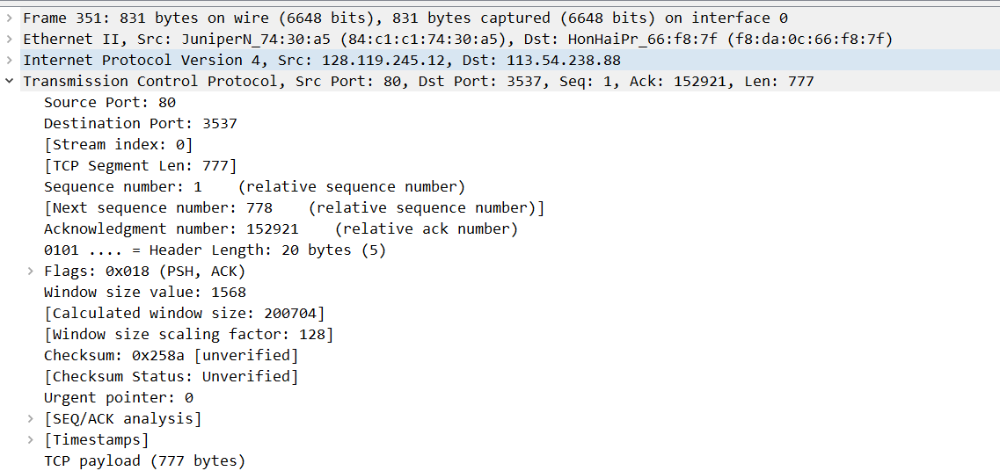 Frame 351: 831 bytes on wire (6648 bits), 831 bytes captured (6648 bits) on interface 0
Ethernet II, Src: JuniperN_74:30:a5 (84:c1:c1:74:30:a5), Dst: HonHaiPr_66:f8:7f (f8:da:0c:66:f8:7f)
Internet Protocol Version 4, Src: 128.119.245.12, Dst: 113.54.238.88
Transmission Control Protocol, Src Port: 80, Dst Port: 3537, Seq: 1, Ack: 152921, Len: 777
Source Port: 80
Destination Port: 3537
[Stream index: 0]
[TCP Segment Len: 777]
Sequence number: 1    (relative sequence number)
[Next sequence number: 778    (relative sequence number)]
Acknowledgment number: 152921    (relative ack number)
0101 .... = Header Length: 20 bytes (5)
Flags: 0x018 (PSH, ACK)
Window size value: 1568
[Calculated window size: 200704]
[Window size scaling factor: 128]
Checksum: 0x258a [unverified]
[Checksum Status: Unverified]
Urgent pointer: 0
[SEQ/ACK analysis]
[Timestamps]
TCP payload (777 bytes)